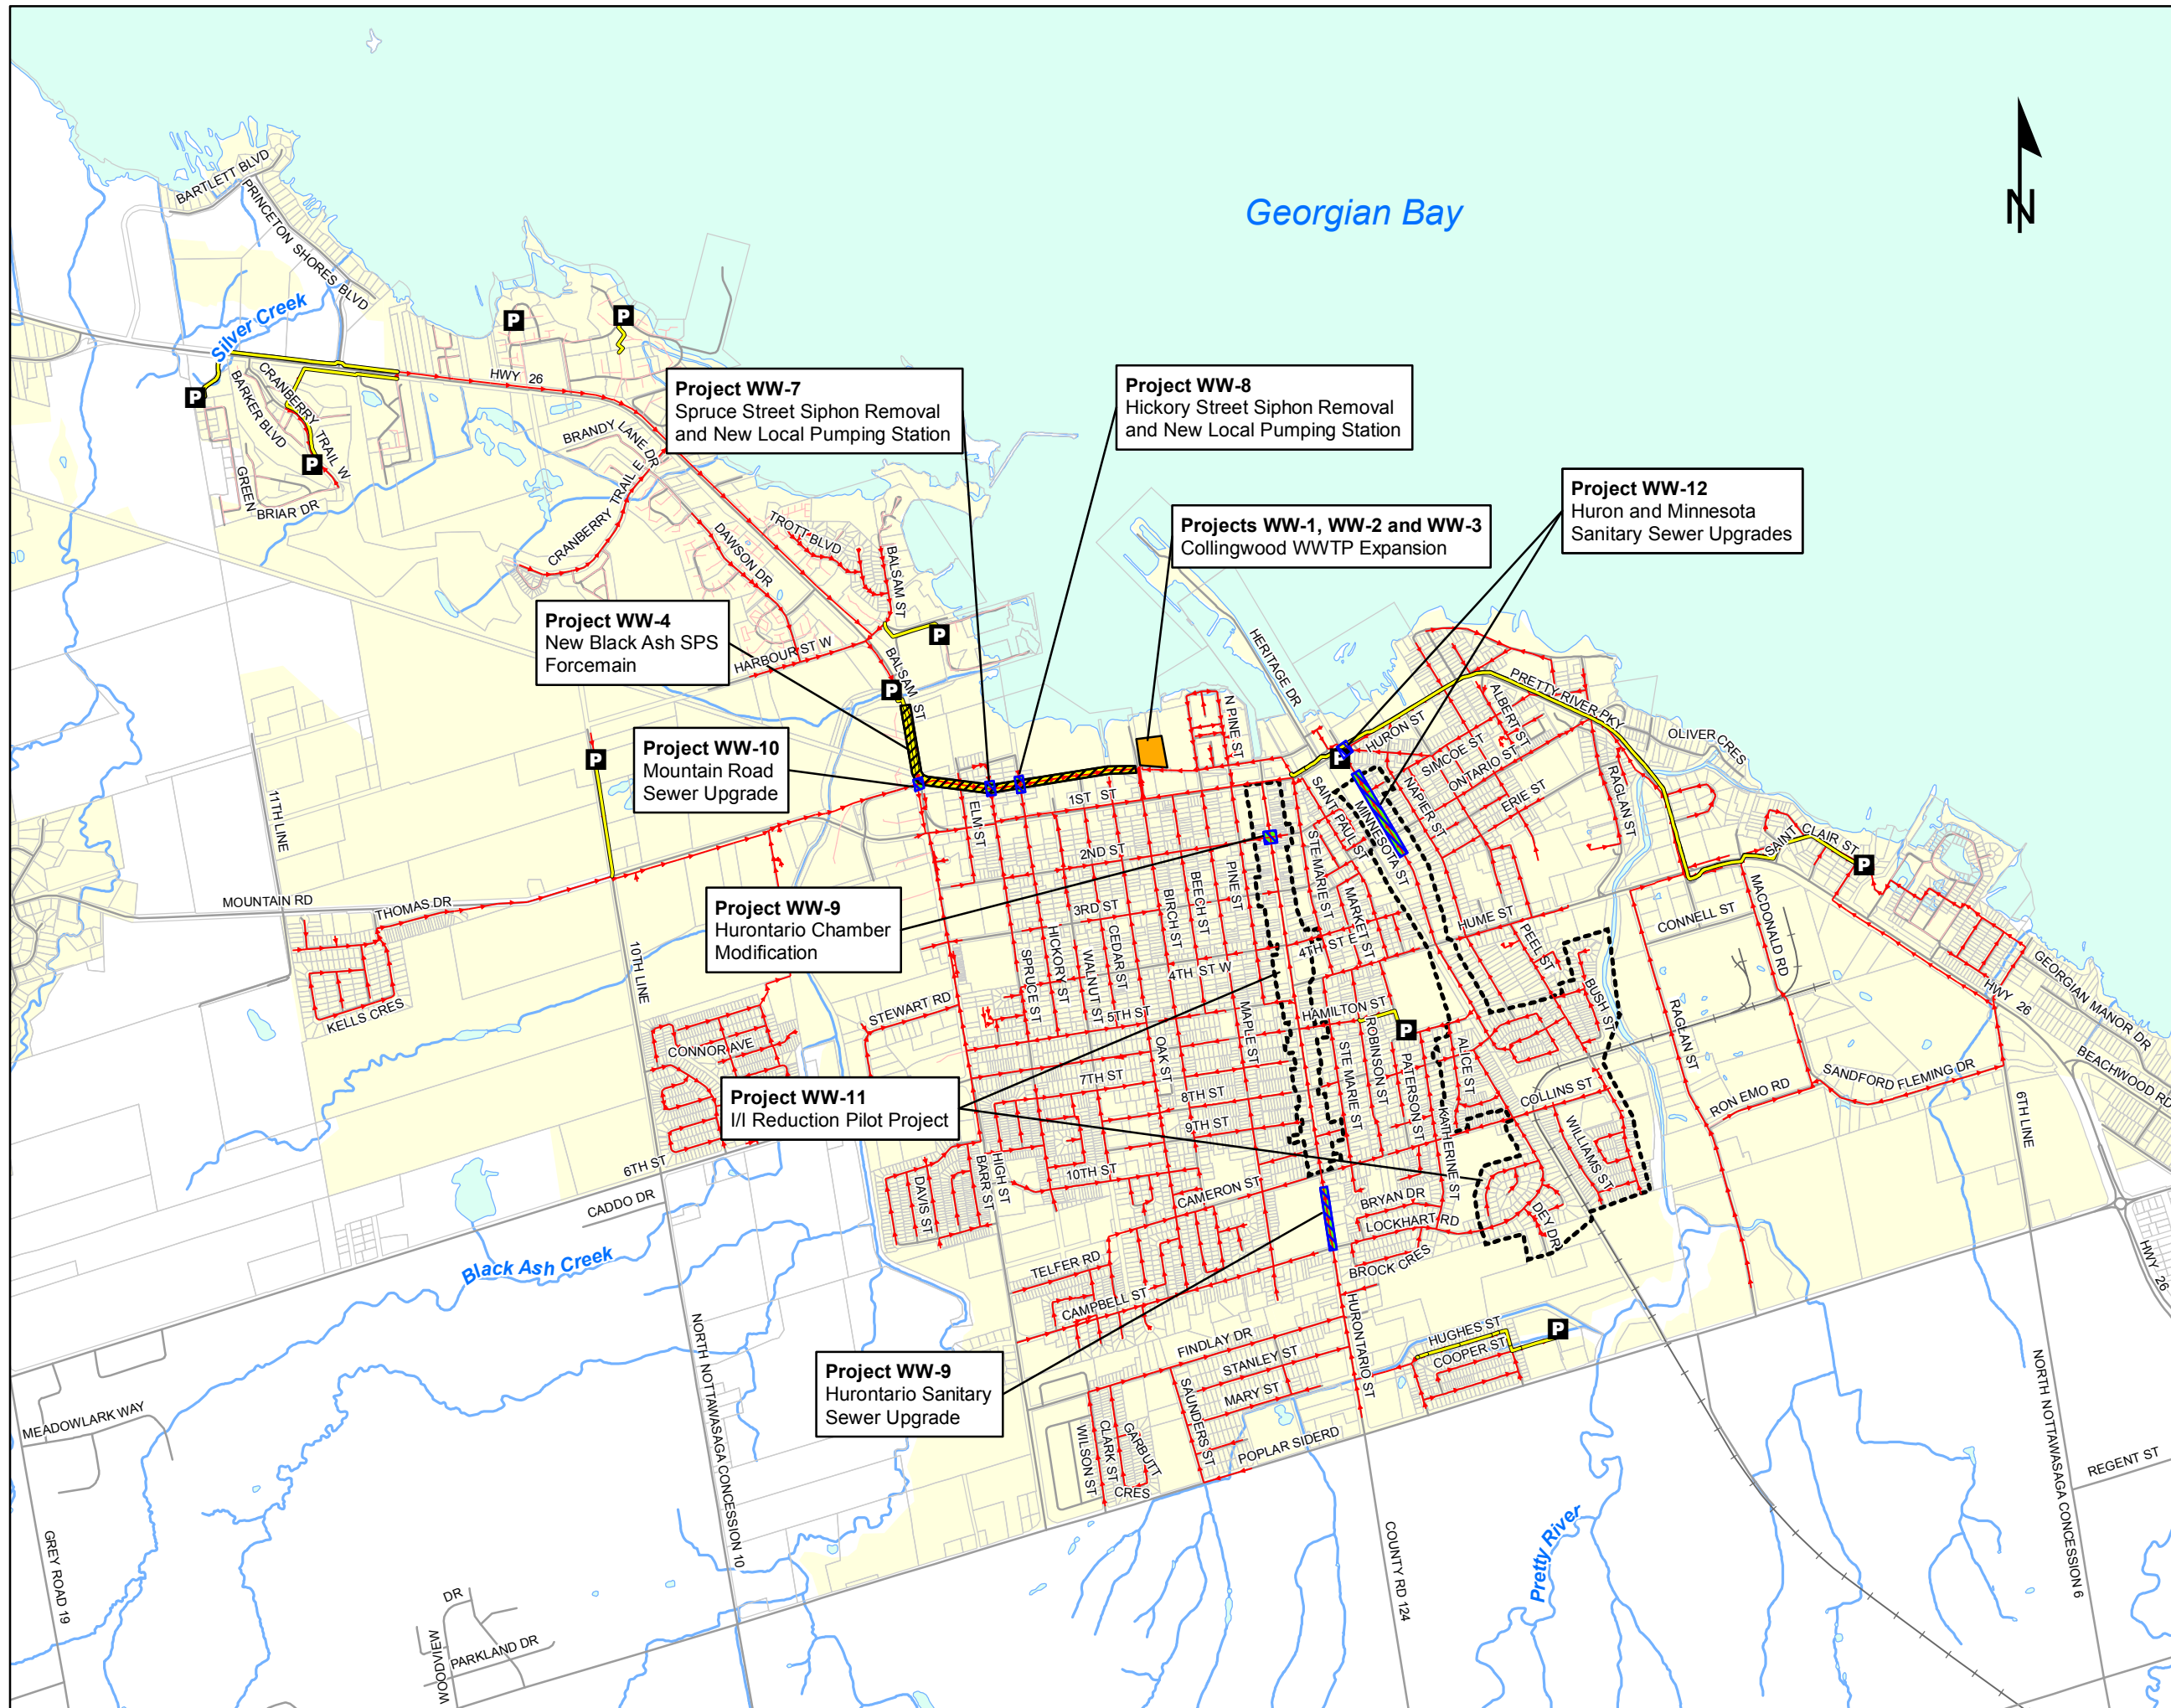 Georgian Bay
N
BARTLETT BLVD
PRINCETON SHORES BLVD
Silver Creek
P
P
P
P
HWY 26
CRANBERRY TRAIL W
BARKER BLVD
GREEN
BRIAR DR
Project WW-7
Spruce Street Siphon Removal
and New Local Pumping Station
Project WW-8
Hickory Street Siphon Removal
and New Local Pumping Station
BRANDY LANE DR
CRANBERRY TRAIL E
DAWSON DR
TROTT BLVD
BALSAM ST
Project WW-12
Huron and Minnesota
Sanitary Sewer Upgrades
Projects WW-1, WW-2 and WW-3
Collingwood WWTP Expansion
Project WW-4
New Black Ash SPS
Forcemain
HARBOUR ST W
P
P
BALSAM ST
HERITAGE DR
N PINE ST
HURON ST
P
PRETTY RIVER PKY
ALBERT ST
SIMCOE ST
ONTARIO ST
ERIE ST
RAGLAN ST
OLIVER CRES
Project WW-10
Mountain Road
Sewer Upgrade
P
11TH LINE
1ST ST
ELM ST
2ND ST
3RD ST
SAINT PAUL ST
MINNESOTA ST
NAPIER ST
SAINT CLAIR ST
P
MOUNTAIN RD
THOMAS DR
KELLS CRES
10TH LINE
Project WW-9
Hurontario Chamber
Modification
SPRUCE ST
HICKORY ST
WALNUT ST
CEDAR ST
BIRCH ST
BEECH ST
PINE ST
STE MARIE ST
MARKET ST
4TH ST E
4TH ST W
HUME ST
PEEL ST
CONNELL ST
MACDONALD RD
BUSH ST
RAGLAN ST
HWY 26
GEORGIAN MANOR DR
BEACHWOOD RD
STEWART RD
5TH ST
OAK ST
MAPLE ST
HAMILTON ST
P
CONNOR AVE
7TH ST
8TH ST
9TH ST
STE MARIE ST
ROBINSON ST
PATERSON ST
KATHERINE ST
ALICE ST
COLLINS ST
WILLIAMS ST
RON EMO RD
SANDFORD FLEMING DR
6TH LINE
Project WW-11
I/I Reduction Pilot Project
6TH ST
CADDO DR
DAVIS ST
BARR ST
HIGH ST
10TH ST
CAMERON ST
BRYAN DR
LOCKHART RD
DEY DR
BROCK CRES
Black Ash Creek
TELFER RD
CAMPBELL ST
HURONTARIO ST
HWY 26
FINDLAY DR
STANLEY ST
MARY ST
SAUNDERS ST
HUGHES ST
COOPER ST
P
Project WW-9
Hurontario Sanitary
Sewer Upgrade
WILSON ST
CLARK ST
GARBUTT
CRES
POPLAR SIDERD
MEADOWLARK WAY
GREY ROAD 19
NORTH NOTTAWASAGA CONCESSION 10
NORTH NOTTAWASAGA CONCESSION 6
REGENT ST
COUNTY RD 124
Pretty River
WOODVIEW
DR
PARKLAND DR